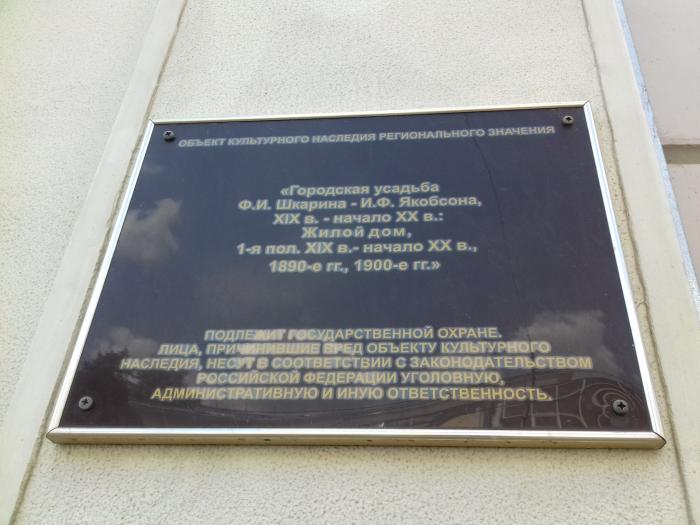 ОБЪЕКТ КУЛЬТУРНОГО НАСЛЕДИЯ РЕГИОНАЛЬНОГО ЗНАЧЕНИЯ
«Городская усадьба
Ф.И. Шкарина - И.Ф. Якобсона,
XIX в. - начало XX в.:
Жилой дом,
1-я пол. XIX в.- начало XX в.,
1890-е гг., 1900-е гг.»
ПОДЛЕЖИТ ГОСУДАРСТВЕННОЙ ОХРАНЕ.
ЛИЦА, ПРИЧИНИВШИЕ ВРЕД ОБЪЕКТУ КУЛЬТУРНОГО
НАСЛЕДИЯ, НЕСУТ В СООТВЕТСТВИИ С ЗАКОНОДАТЕЛЬСТВОМ
РОССИЙСКОЙ ФЕДЕРАЦИИ УГОЛОВНУЮ,
АДМИНИСТРАТИВНУЮ И ИНУЮ ОТВЕТСТВЕННОСТЬ.